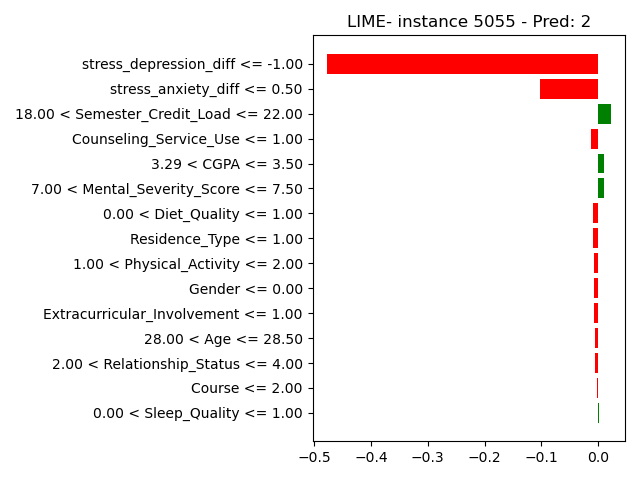 LIME- instance 5055 - Pred: 2
stress_depression_diff <= -1.00
stress_anxiety_diff <= 0.50
18.00 < Semester_Credit_Load <= 22.00
Counseling_Service_Use <= 1.00
3.29 < CGPA <= 3.50
7.00 < Mental_Severity_Score <= 7.50
0.00 < Diet_Quality <= 1.00
Residence_Type <= 1.00
1.00 < Physical_Activity <= 2.00
Gender <= 0.00
Extracurricular_Involvement <= 1.00
28.00 < Age <= 28.50
2.00 < Relationship_Status <= 4.00
Course <= 2.00
0.00 < Sleep_Quality <= 1.00
−0.5 −0.4 −0.3 −0.2 −0.1 0.0